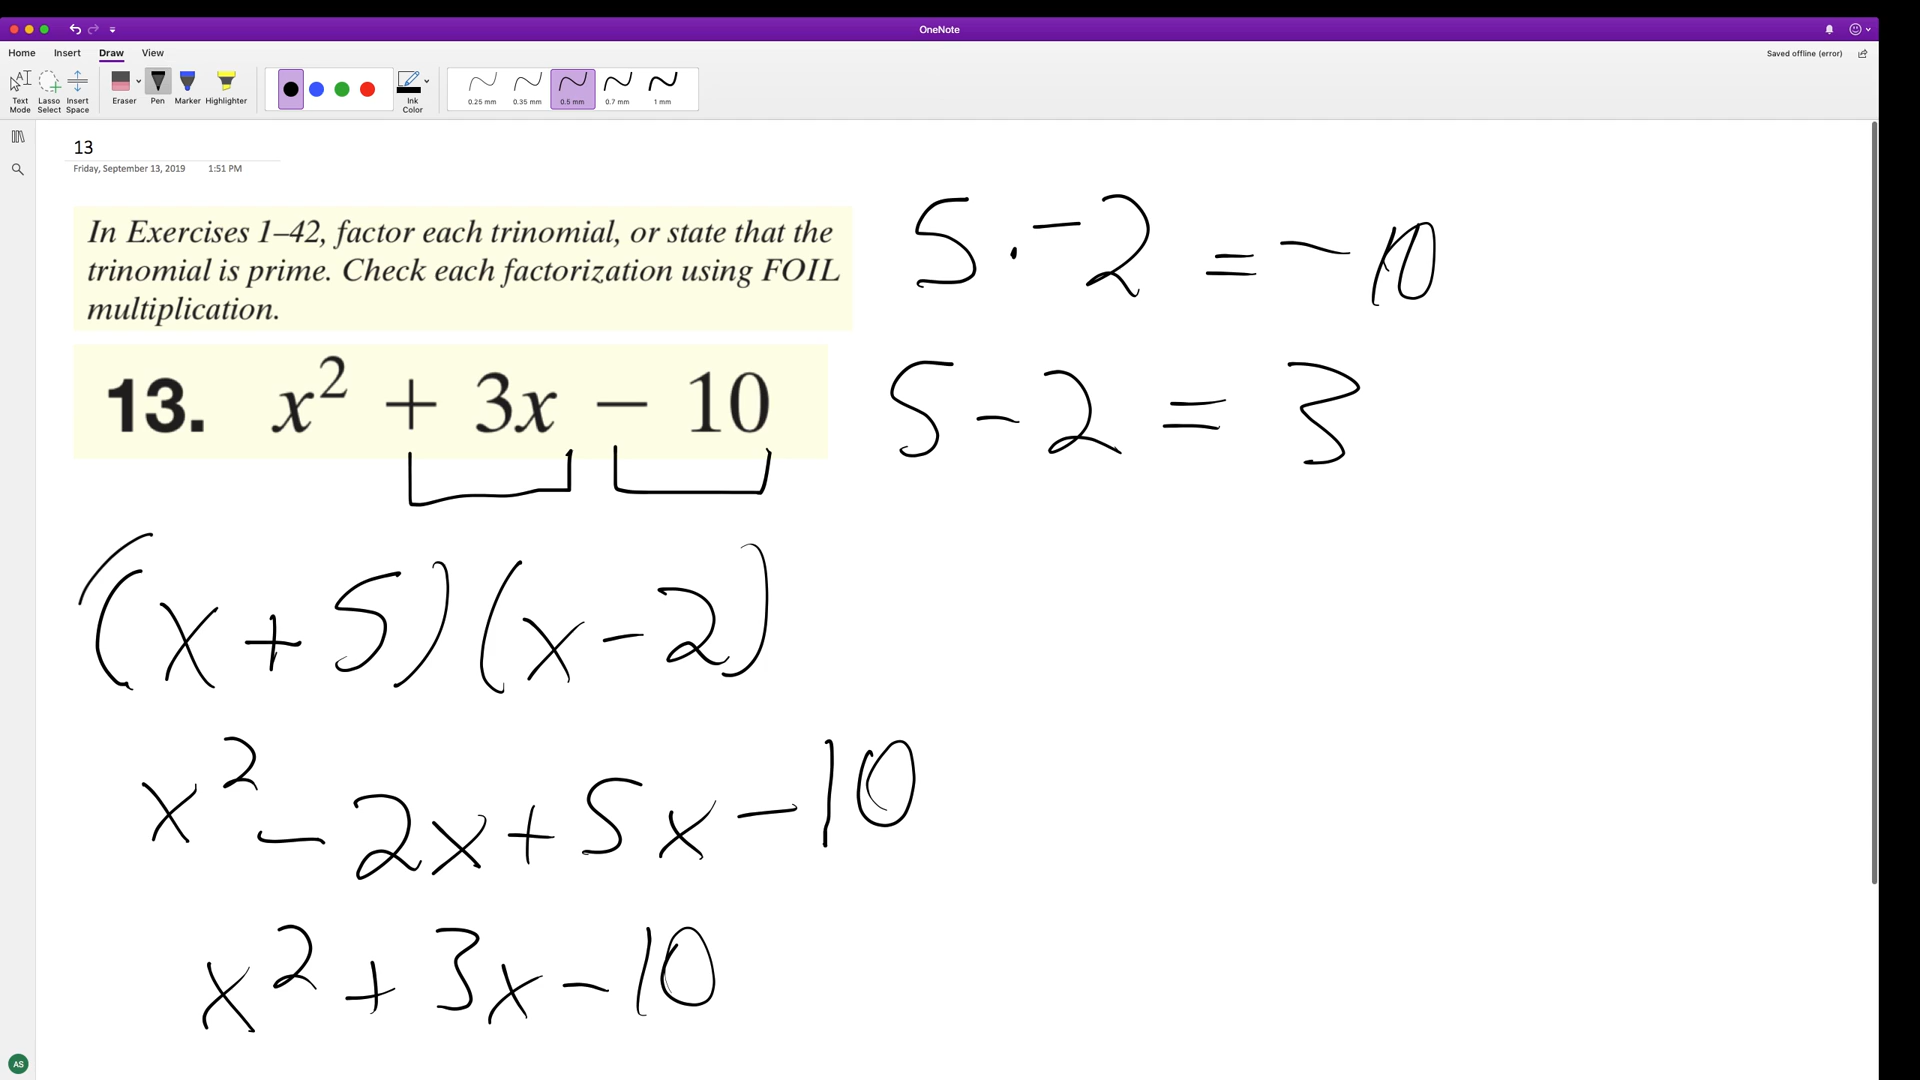 OneNote
Home Insert Draw View
Saved offline (error)
Text Mode
Lasso Select
Insert Space
Eraser
Pen
Marker
Highlighter
Ink Color
0.25 mm
0.35 mm
0.5 mm
0.7 mm
1 mm
13
Friday, September 13, 2019 1:51 PM
In Exercises 1–42, factor each trinomial, or state that the
trinomial is prime. Check each factorization using FOIL
multiplication.
13. x² + 3x − 10
5 · −2 = −10
5 − 2 = 3
(x + 5)(x − 2)
x² − 2x + 5x − 10
x² + 3x − 10
AS